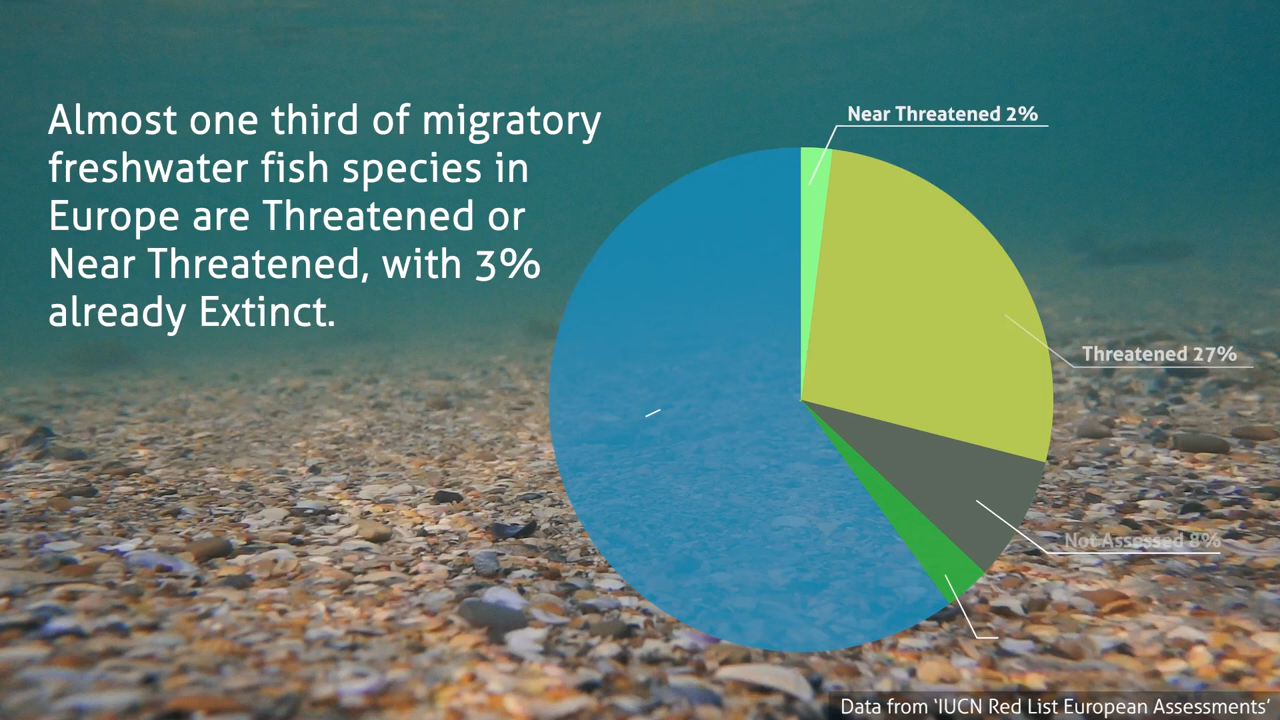 Almost one third of migratory
freshwater fish species in
Europe are Threatened or
Near Threatened, with 3%
already Extinct.
Near Threatened 2%
Threatened 27%
Not Assessed 8%
Data from ‘IUCN Red List European Assessments’